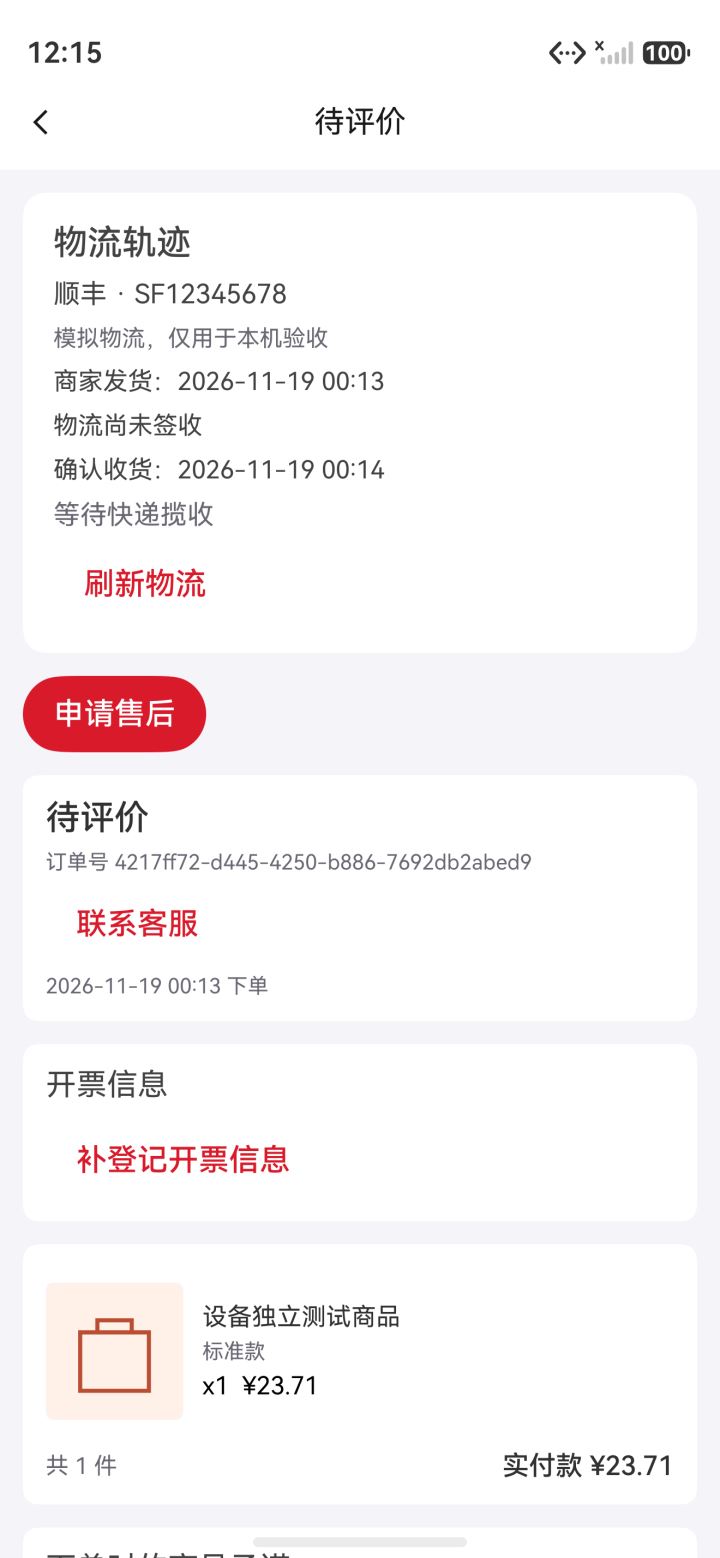 12:15
100
待评价
物流轨迹
顺丰 · SF12345678
模拟物流，仅用于本机验收
商家发货：2026-11-19 00:13
物流尚未签收
确认收货：2026-11-19 00:14
等待快递揽收
刷新物流
申请售后
待评价
订单号 4217ff72-d445-4250-b886-7692db2abed9
联系客服
2026-11-19 00:13 下单
开票信息
补登记开票信息
设备独立测试商品
标准款
x1 ¥23.71
共 1 件
实付款 ¥23.71